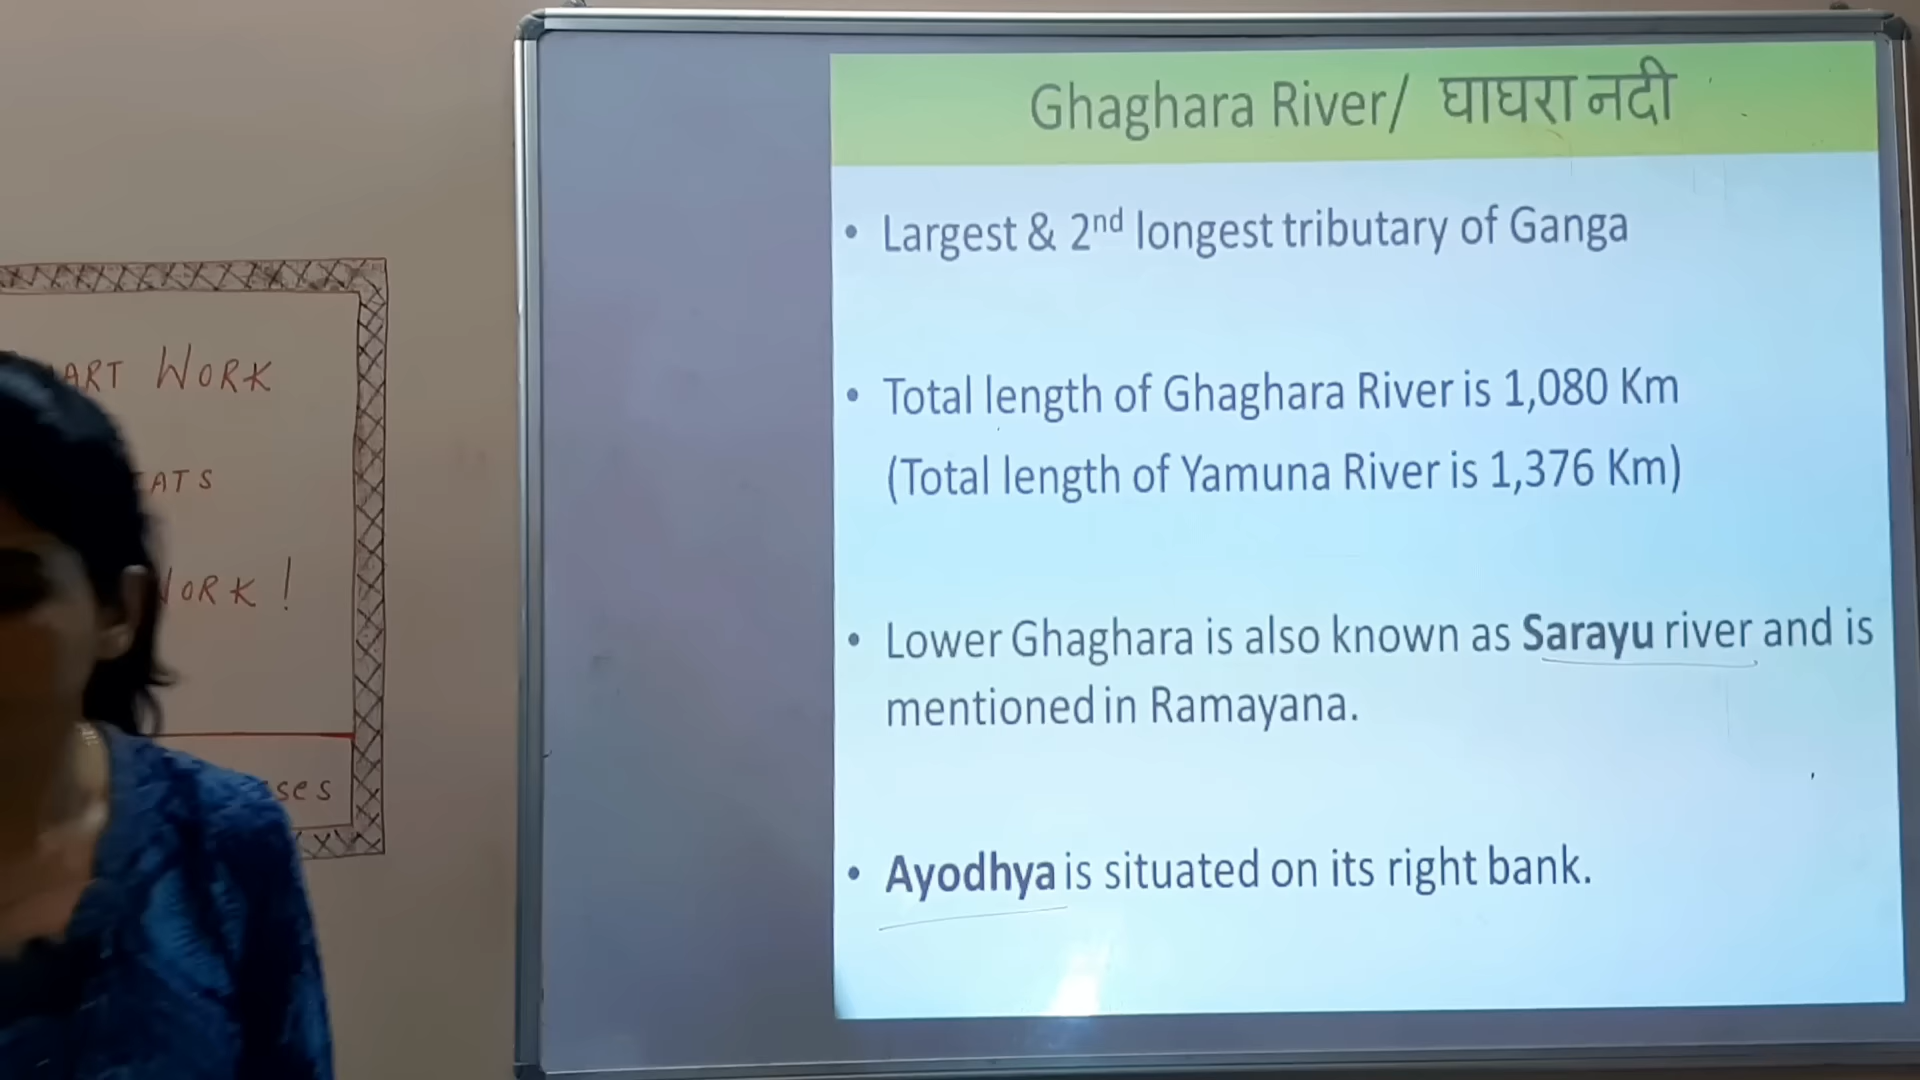 Ghaghara River/ घाघरा नदी
• Largest & 2nd longest tributary of Ganga
• Total length of Ghaghara River is 1,080 Km
(Total length of Yamuna River is 1,376 Km)
• Lower Ghaghara is also known as Sarayu river and is
mentioned in Ramayana.
• Ayodhya is situated on its right bank.
ART WORK
ATS
ORK !
ses